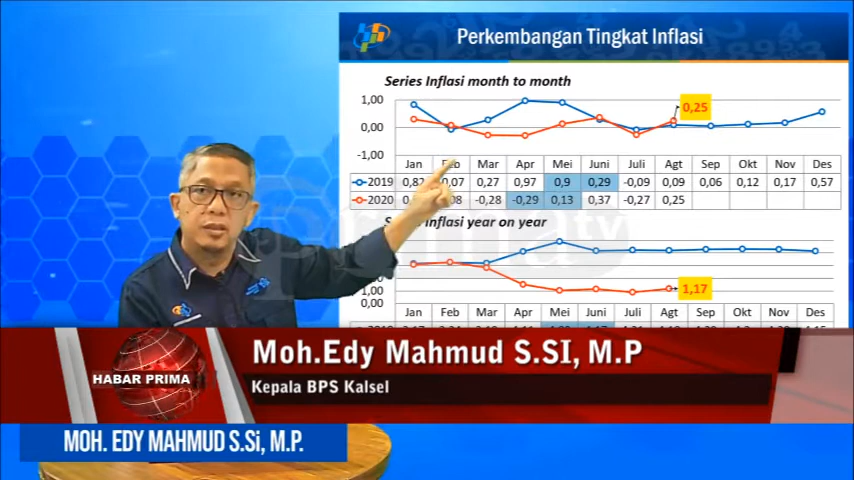 Perkembangan Tingkat Inflasi
Series Inflasi month to month
1,00
0,25
0,00
-1,00
Jan Feb Mar Apr Mei Juni Juli Agt Sep Okt Nov Des
2019 0,27 0,97 0,9 0,29 -0,09 0,09 0,06 0,12 0,17 0,57
2020 -0,28 -0,29 0,13 0,37 -0,27 0,25
Inflasi year on year
1,17
1,00
0,00
Jan Feb Mar Apr Mei Juni Juli Agt Sep Okt Nov Des
HABAR PRIMA
Moh.Edy Mahmud S.SI, M.P
Kepala BPS Kalsel
MOH. EDY MAHMUD S.Si, M.P.